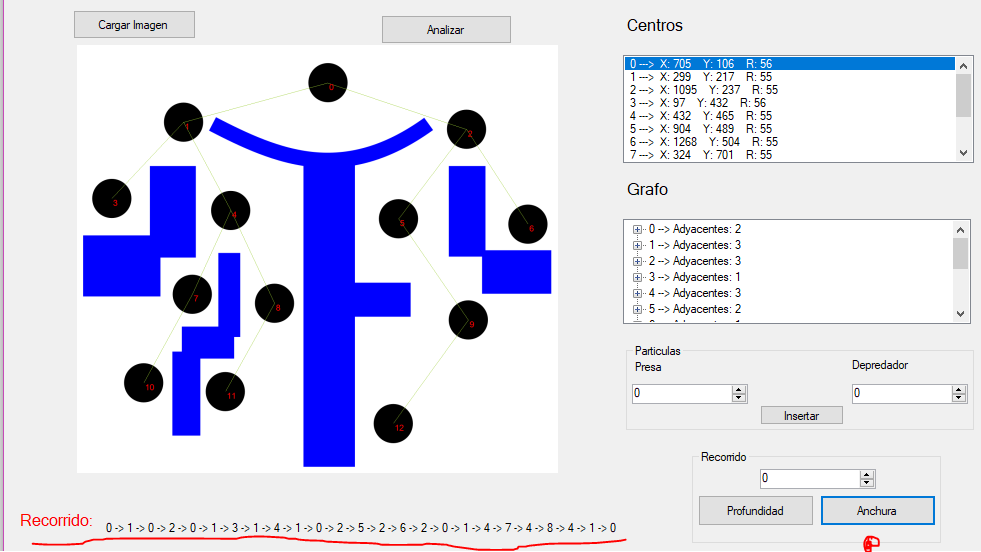 Cargar Imagen
Analizar
0
1
2
3
4
5
6
7
8
9
10
11
12
Centros
0 ---> X: 705 Y: 106 R: 56
1 ---> X: 299 Y: 217 R: 55
2 ---> X: 1095 Y: 237 R: 55
3 ---> X: 97 Y: 432 R: 56
4 ---> X: 432 Y: 465 R: 55
5 ---> X: 904 Y: 489 R: 55
6 ---> X: 1268 Y: 504 R: 55
7 ---> X: 324 Y: 701 R: 55
Grafo
0 --> Adyacentes: 2
1 --> Adyacentes: 3
2 --> Adyacentes: 3
3 --> Adyacentes: 1
4 --> Adyacentes: 3
5 --> Adyacentes: 2
Particulas
Presa
Depredador
0
0
Insertar
Recorrido
0
Profundidad
Anchura
Recorrido: 0 -> 1 -> 0 -> 2 -> 0 -> 1 -> 3 -> 1 -> 4 -> 1 -> 0 -> 2 -> 5 -> 2 -> 6 -> 2 -> 0 -> 1 -> 4 -> 7 -> 4 -> 8 -> 4 -> 1 -> 0